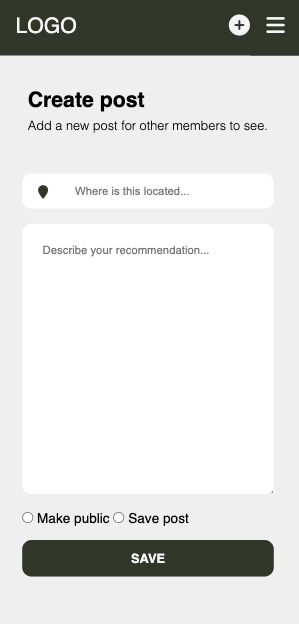 LOGO
Create post
Add a new post for other members to see.
Where is this located...
Describe your recommendation...
Make public Save post
SAVE